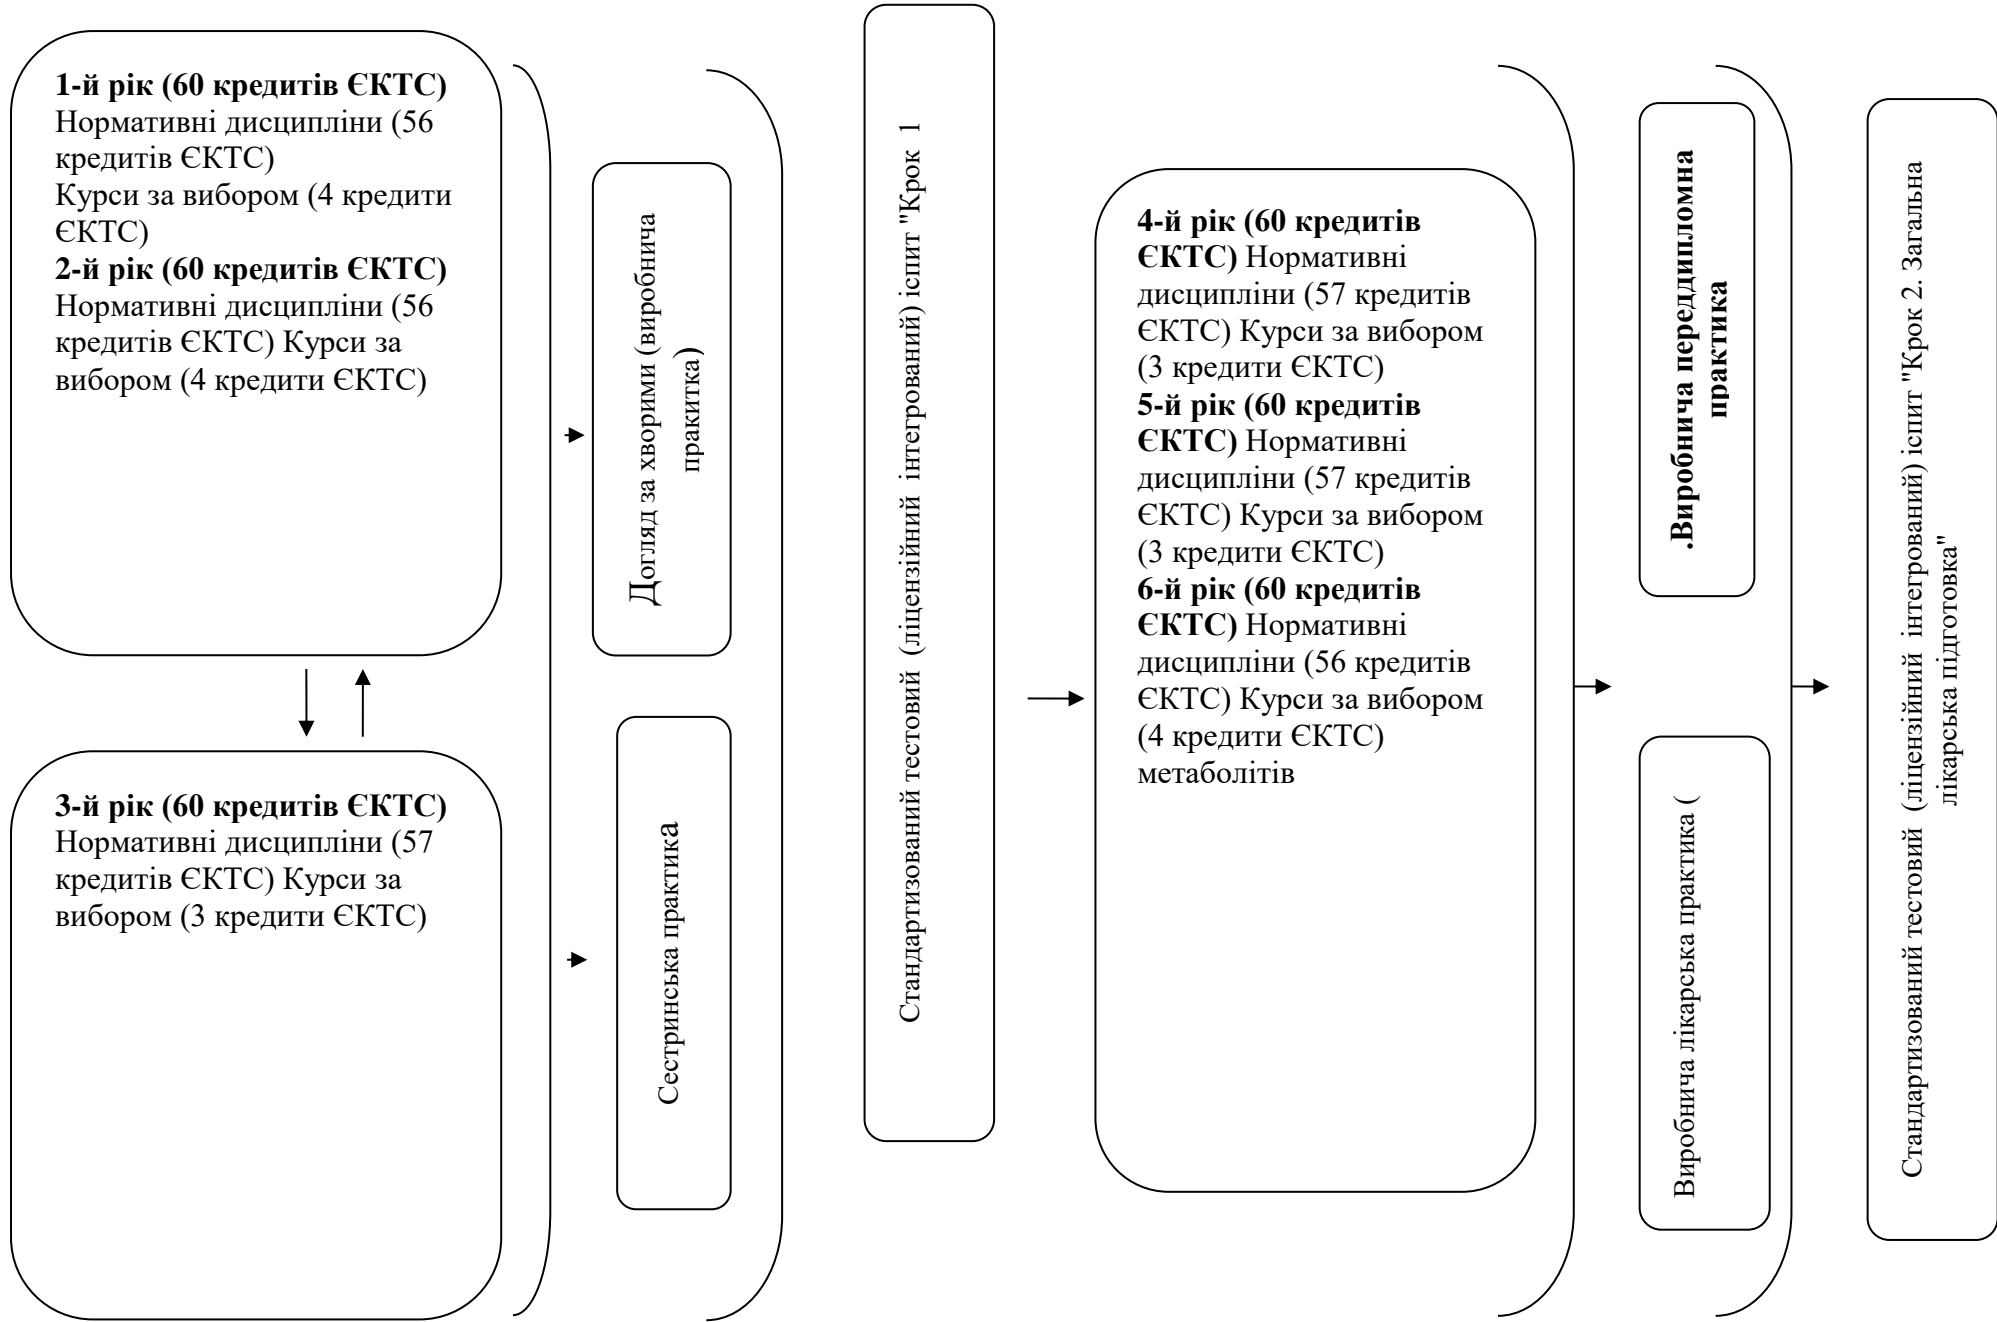 1-й рік (60 кредитів ЄКТС)
Нормативні дисципліни (56
кредитів ЄКТС)
Курси за вибором (4 кредити
ЄКТС)
2-й рік (60 кредитів ЄКТС)
Нормативні дисципліни (56
кредитів ЄКТС) Курси за
вибором (4 кредити ЄКТС)
3-й рік (60 кредитів ЄКТС)
Нормативні дисципліни (57
кредитів ЄКТС) Курси за
вибором (3 кредити ЄКТС)
Догляд за хворими (виробнича
пракитка)
Сестринська практика
Стандартизований тестовий (ліцензійний інтегрований) іспит "Крок 1
4-й рік (60 кредитів
ЄКТС) Нормативні
дисципліни (57 кредитів
ЄКТС) Курси за вибором
(3 кредити ЄКТС)
5-й рік (60 кредитів
ЄКТС) Нормативні
дисципліни (57 кредитів
ЄКТС) Курси за вибором
(3 кредити ЄКТС)
6-й рік (60 кредитів
ЄКТС) Нормативні
дисципліни (56 кредитів
ЄКТС) Курси за вибором
(4 кредити ЄКТС)
метаболітів
.Виробнича переддипломна
практика
Виробнича лікарська практика (
Стандартизований тестовий (ліцензійний інтегрований) іспит "Крок 2. Загальна
лікарська підготовка"